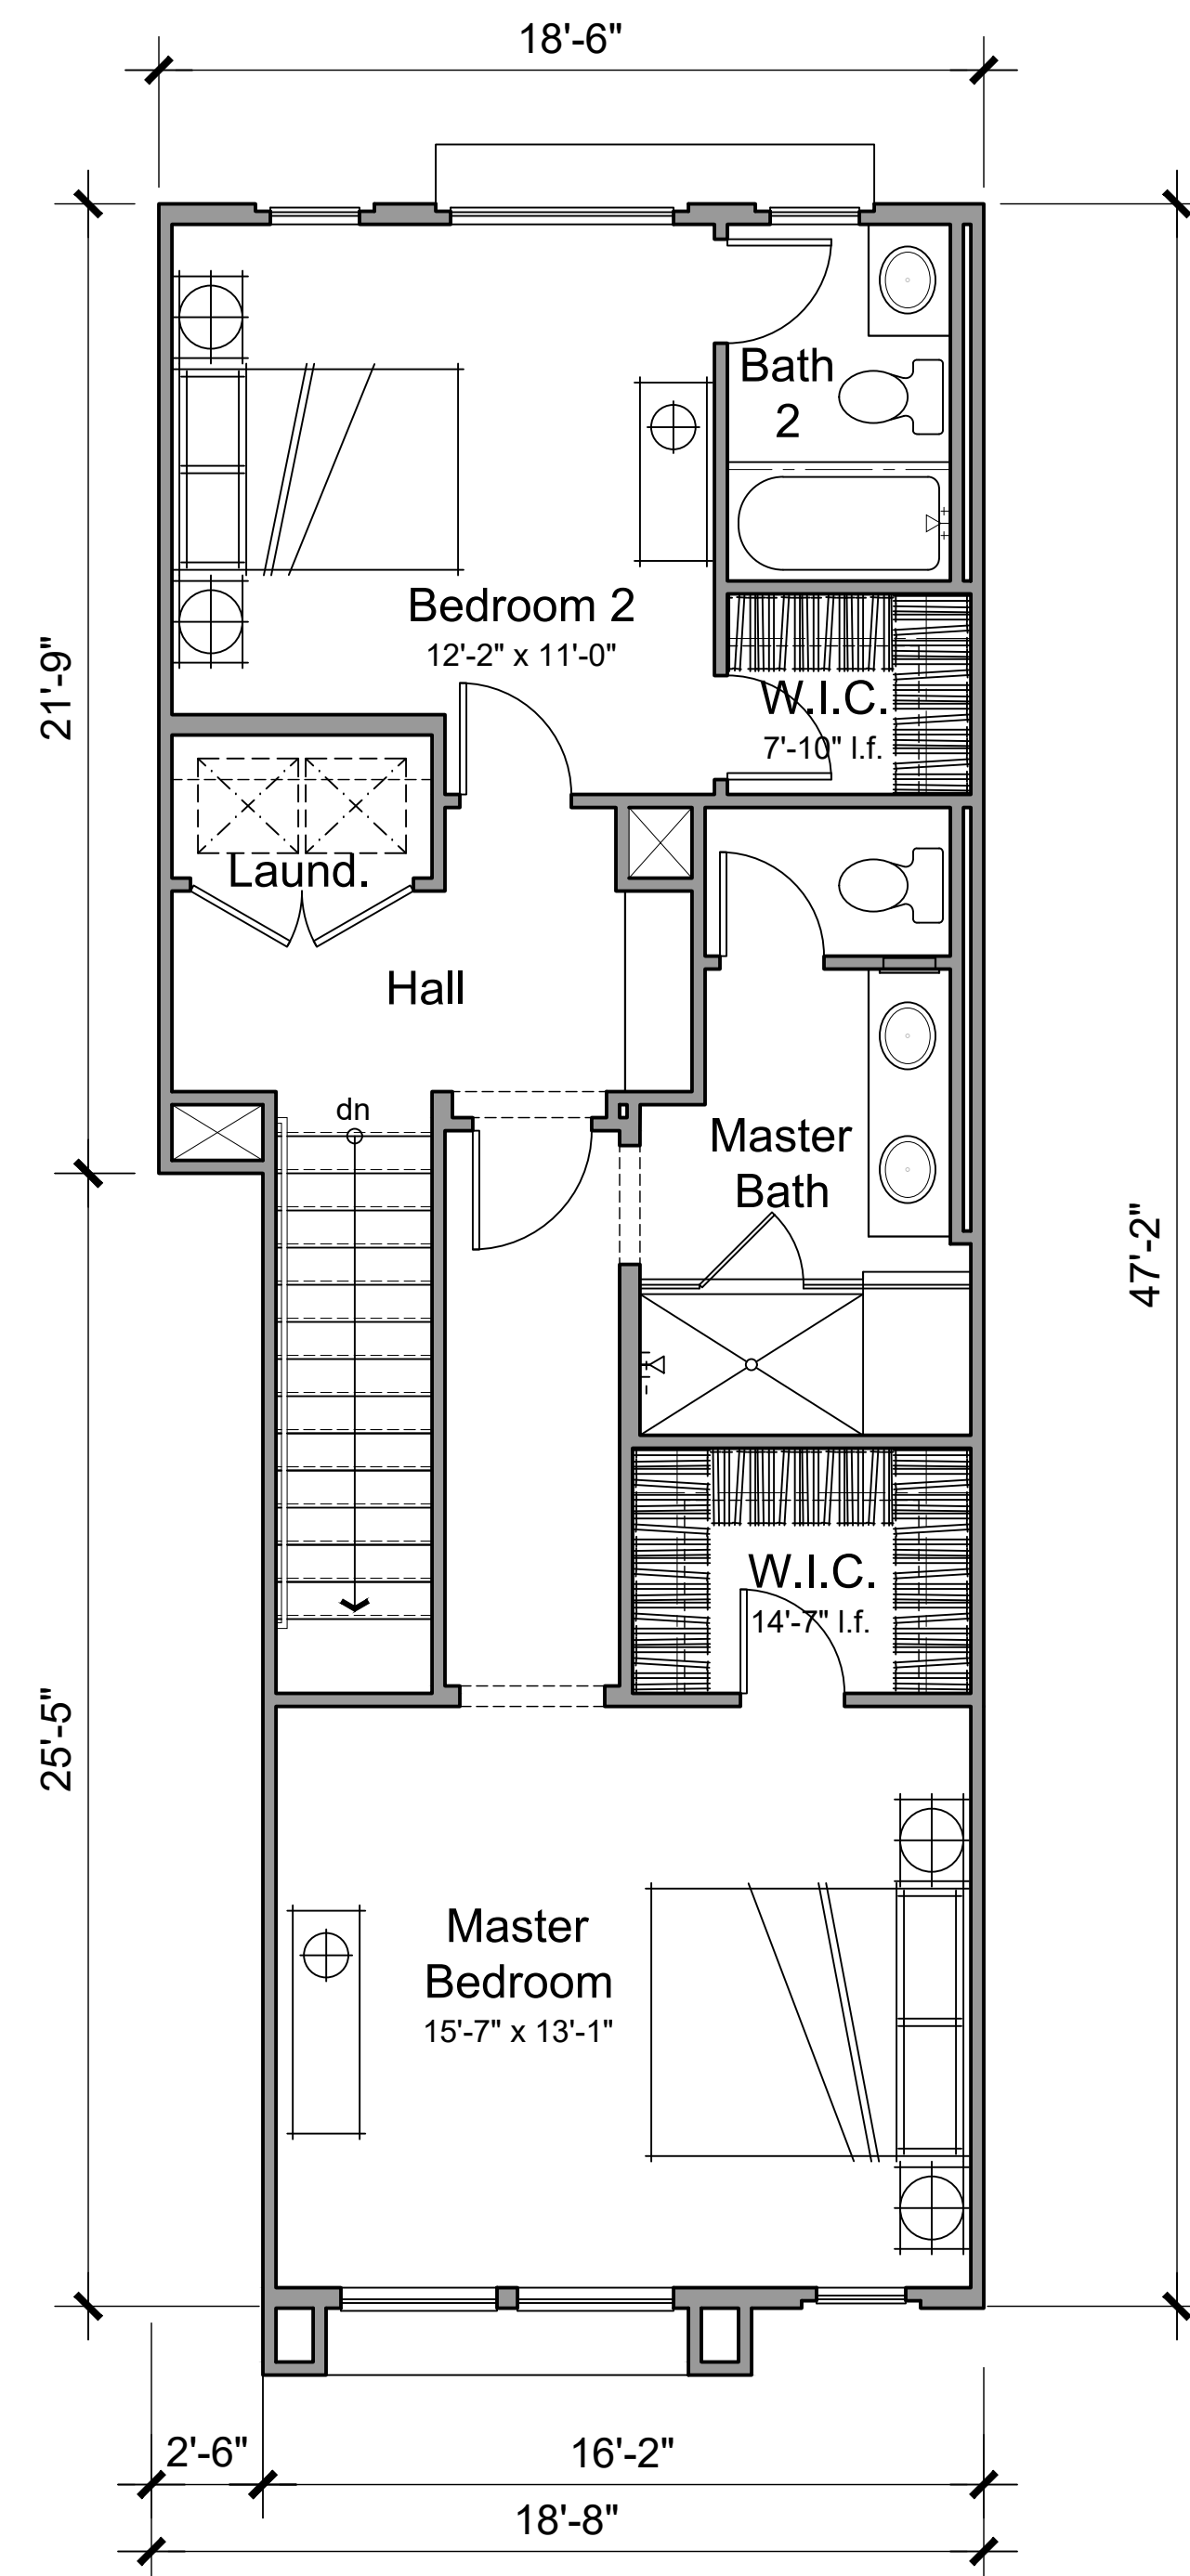 18'-6"
Bath
2
Bedroom 2
12'-2" x 11'-0"
21'-9"
W.I.C.
7'-10" l.f.
Laund.
Hall
dn
Master
Bath
47'-2"
W.I.C.
14'-7" l.f.
25'-5"
Master
Bedroom
15'-7" x 13'-1"
2'-6"
16'-2"
18'-8"